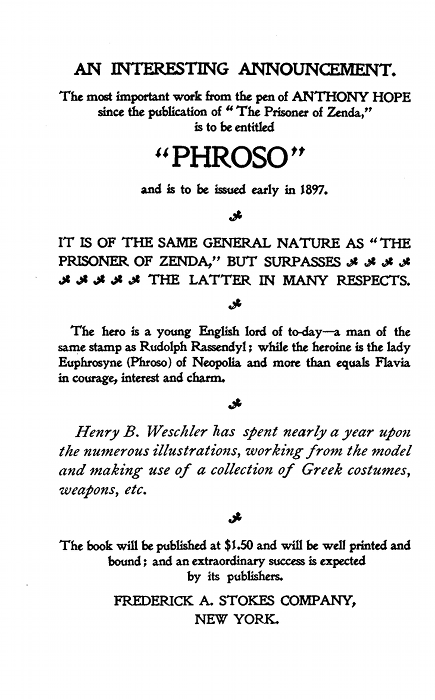 AN INTERESTING ANNOUNCEMENT.
The most important work from the pen of ANTHONY HOPE
since the publication of "The Prisoner of Zenda,"
is to be entitled
"PHROSO"
and is to be issued early in 1897.
IT IS OF THE SAME GENERAL NATURE AS "THE
PRISONER OF ZENDA," BUT SURPASSES
THE LATTER IN MANY RESPECTS.
The hero is a young English lord of to-day—a man of the
same stamp as Rudolph Rassendyl; while the heroine is the lady
Euphrosyne (Phroso) of Neopolia and more than equals Flavia
in courage, interest and charm.
Henry B. Weschler has spent nearly a year upon
the numerous illustrations, working from the model
and making use of a collection of Greek costumes,
weapons, etc.
The book will be published at $1.50 and will be well printed and
bound; and an extraordinary success is expected
by its publishers.
FREDERICK A. STOKES COMPANY,
NEW YORK.